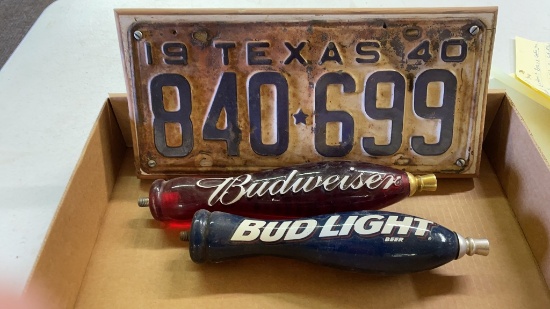 19 TEXAS 40
840★699
Budweiser
BUD LIGHT
BEER